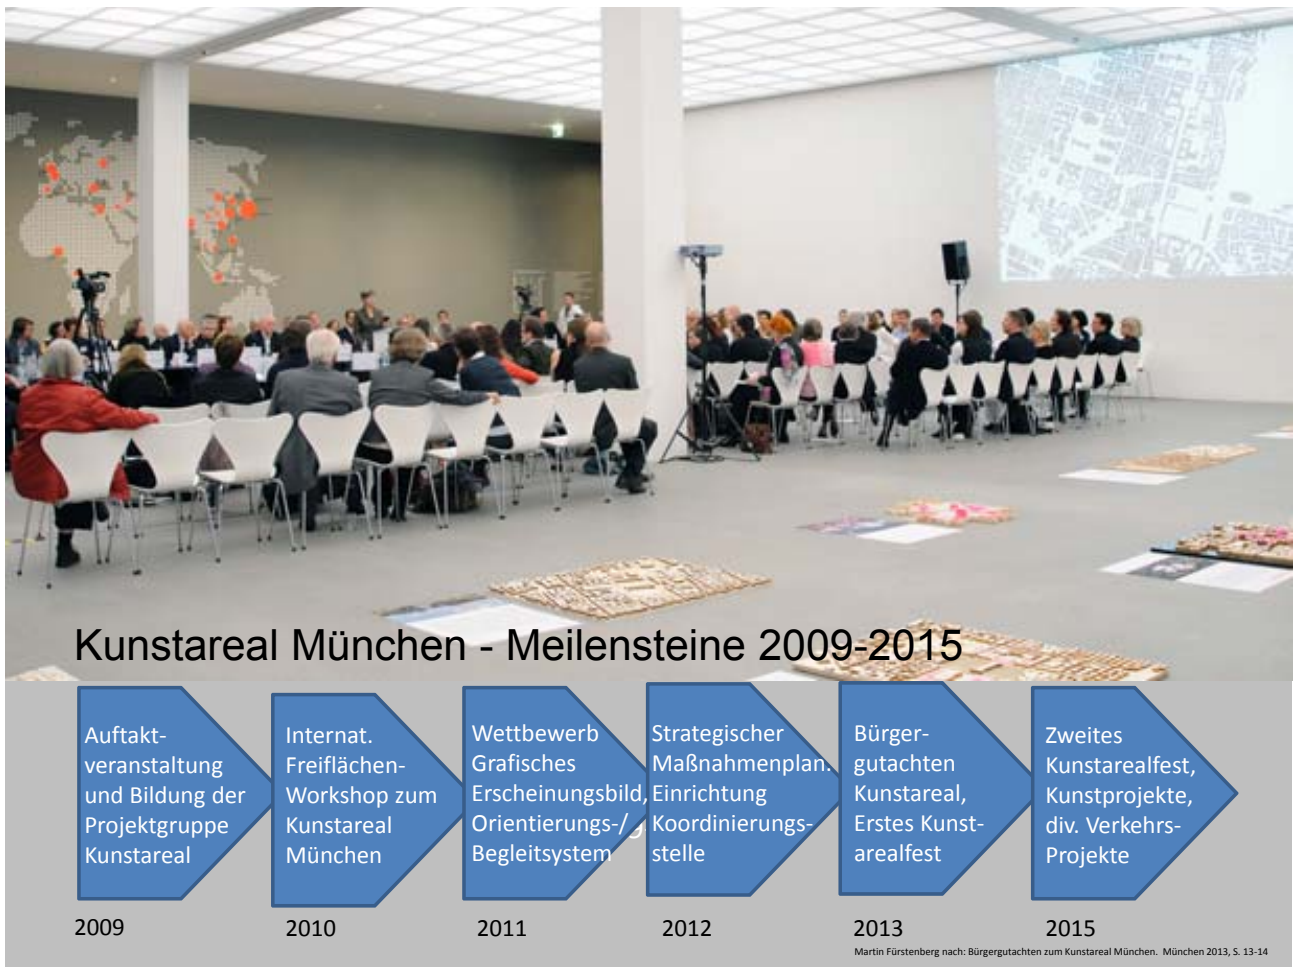 Kunstareal München - Meilensteine 2009-2015
Auftakt-
veranstaltung
und Bildung der
Projektgruppe
Kunstareal
Internat.
Freiflächen-
Workshop zum
Kunstareal
München
Wettbewerb
Grafisches
Erscheinungsbild,
Orientierungs-/
Begleitsystem
Strategischer
Maßnahmenplan.
Einrichtung
Koordinierungs-
stelle
Bürger-
gutachten
Kunstareal,
Erstes Kunst-
arealfest
Zweites
Kunstarealfest,
Kunstprojekte,
div. Verkehrs-
Projekte
2009
2010
2011
2012
2013
2015
Martin Fürstenberg nach: Bürgergutachten zum Kunstareal München. München 2013, S. 13-14